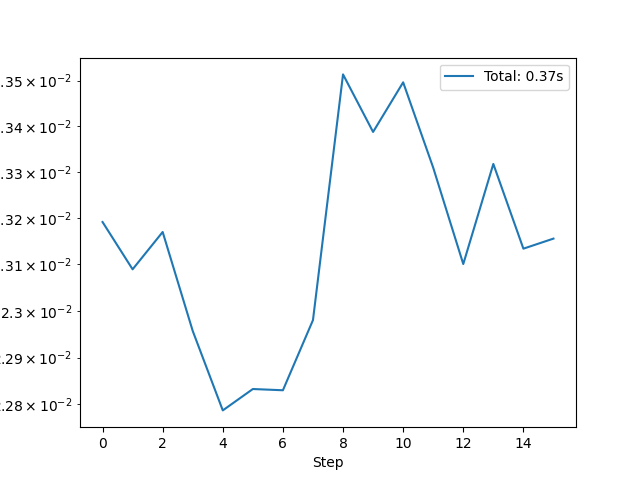 Total: 0.37s
.35 × 10⁻²
.34 × 10⁻²
.33 × 10⁻²
.32 × 10⁻²
.31 × 10⁻²
2.3 × 10⁻²
.29 × 10⁻²
.28 × 10⁻²
0 2 4 6 8 10 12 14
Step